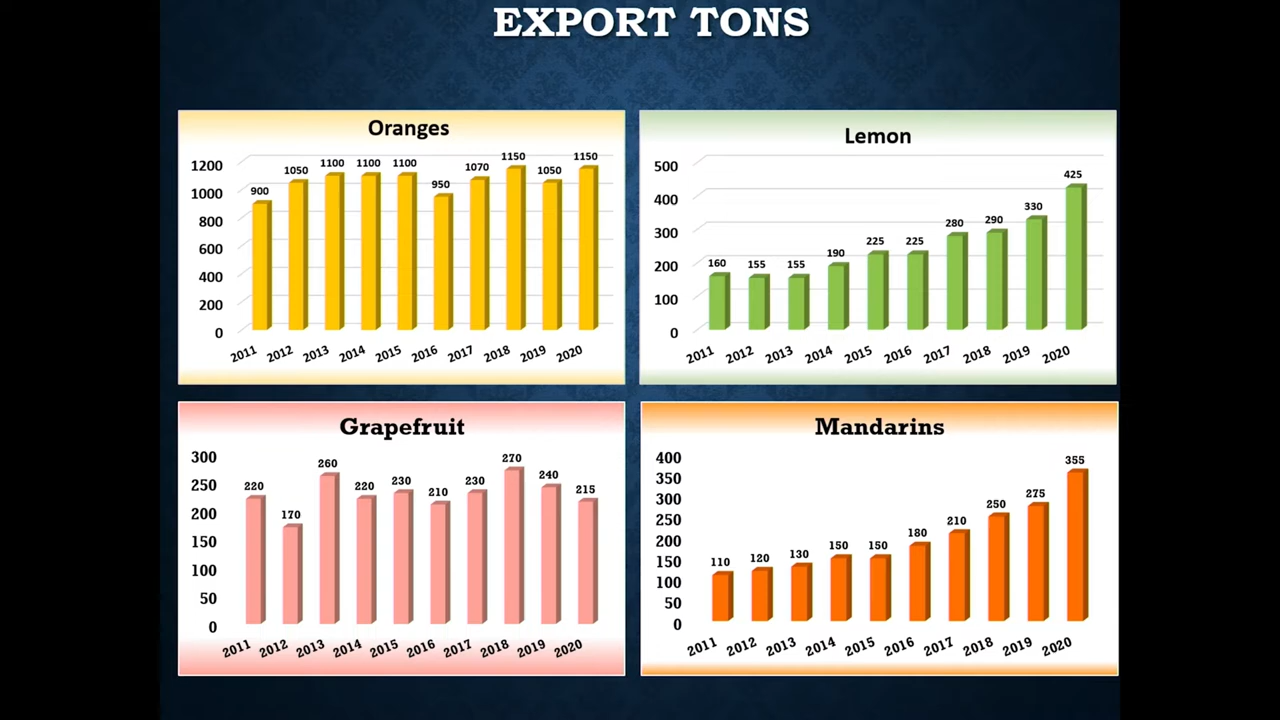 EXPORT TONS
Oranges
1200
1000
800
600
400
200
0
900 1050 1100 1100 1100 950 1070 1150 1050 1150
2011 2012 2013 2014 2015 2016 2017 2018 2019 2020
Lemon
500
400
300
200
100
0
160 155 155 190 225 225 280 290 330 425
2011 2012 2013 2014 2015 2016 2017 2018 2019 2020
Grapefruit
300
250
200
150
100
50
0
220 170 260 220 230 210 230 270 240 215
2011 2012 2013 2014 2015 2016 2017 2018 2019 2020
Mandarins
400
350
300
250
200
150
100
50
0
110 120 130 150 150 180 210 250 275 355
2011 2012 2013 2014 2015 2016 2017 2018 2019 2020